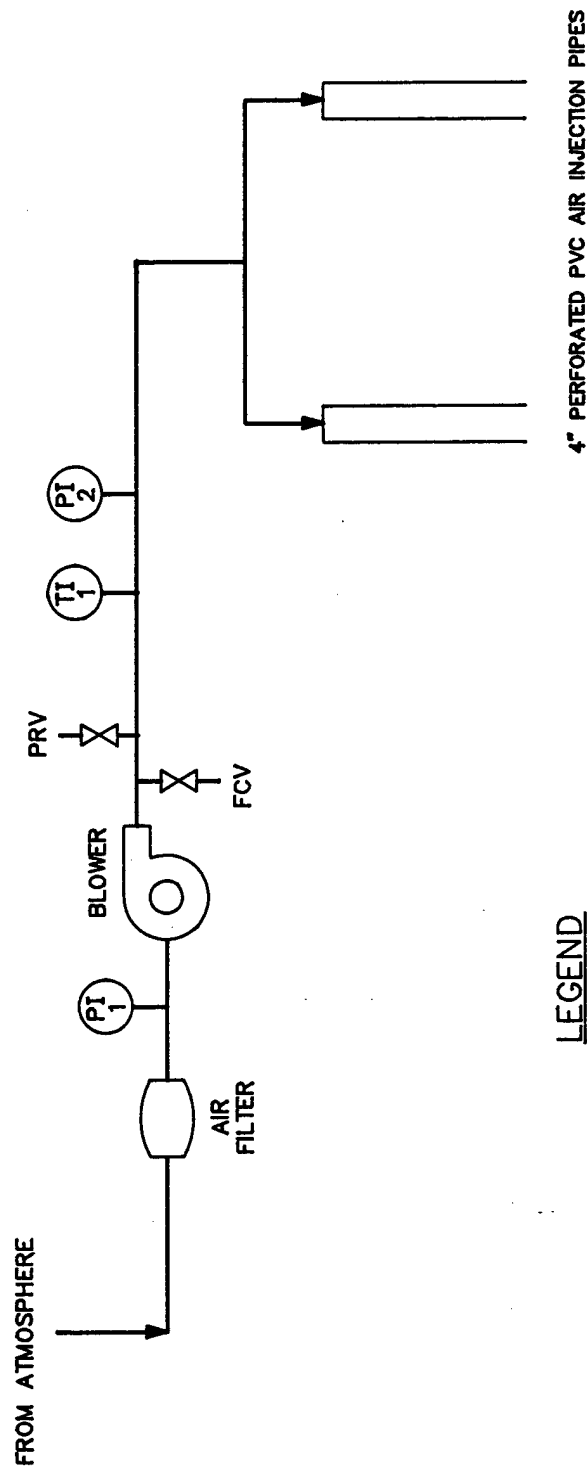 FROM ATMOSPHERE
AIR
FILTER
PI
1
BLOWER
PRV
FCV
TI
1
PI
2
4" PERFORATED PVC AIR INJECTION PIPES
LEGEND